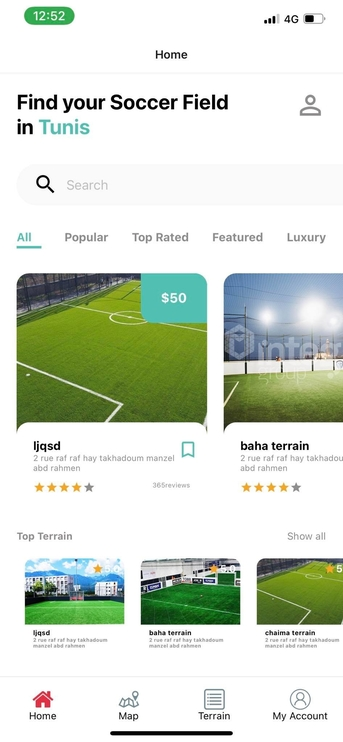 12:52
4G
Home
Find your Soccer Field
in Tunis
Search
All Popular Top Rated Featured Luxury
$50
group
ljqsd
2 rue raf raf hay takhadoum manzel
abd rahmen
365reviews
baha terrain
2 rue raf raf hay takhadou
abd rahmen
Top Terrain
Show all
ljqsd
2 rue raf raf hay takhadoum
manzel abd rahmen
baha terrain
2 rue raf raf hay takhadoum
manzel abd rahmen
chaima terrain
2 rue raf raf hay takhadoum
manzel abd rahmen
Home
Map
Terrain
My Account